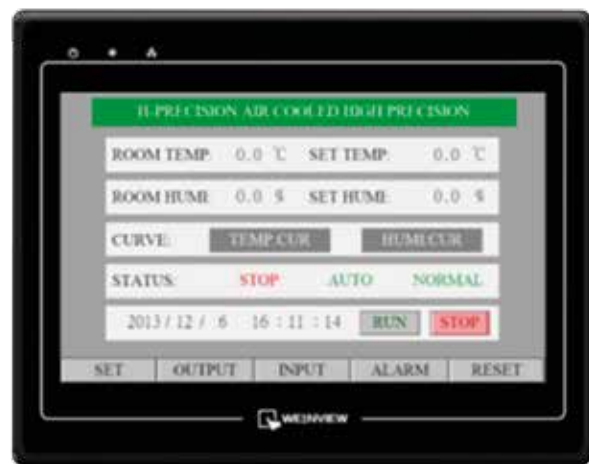 H-PRECISION AIR COOLED HIGH PRECISION
ROOM TEMP: 0.0 ℃ SET TEMP: 0.0 ℃
ROOM HUMI: 0.0 % SET HUMI: 0.0 %
CURVE: TEMP.CUR HUMI.CUR
STATUS: STOP AUTO NORMAL
2013 / 12 / 6 16 : 11 : 14 RUN STOP
SET OUTPUT INPUT ALARM RESET
WEINVIEW